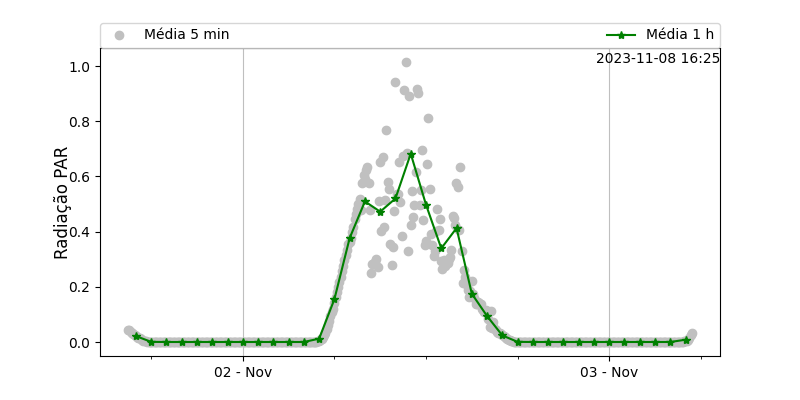 Média 5 min
Média 1 h
2023-11-08 16:25
Radiação PAR
1.0
0.8
0.6
0.4
0.2
0.0
02 - Nov
03 - Nov